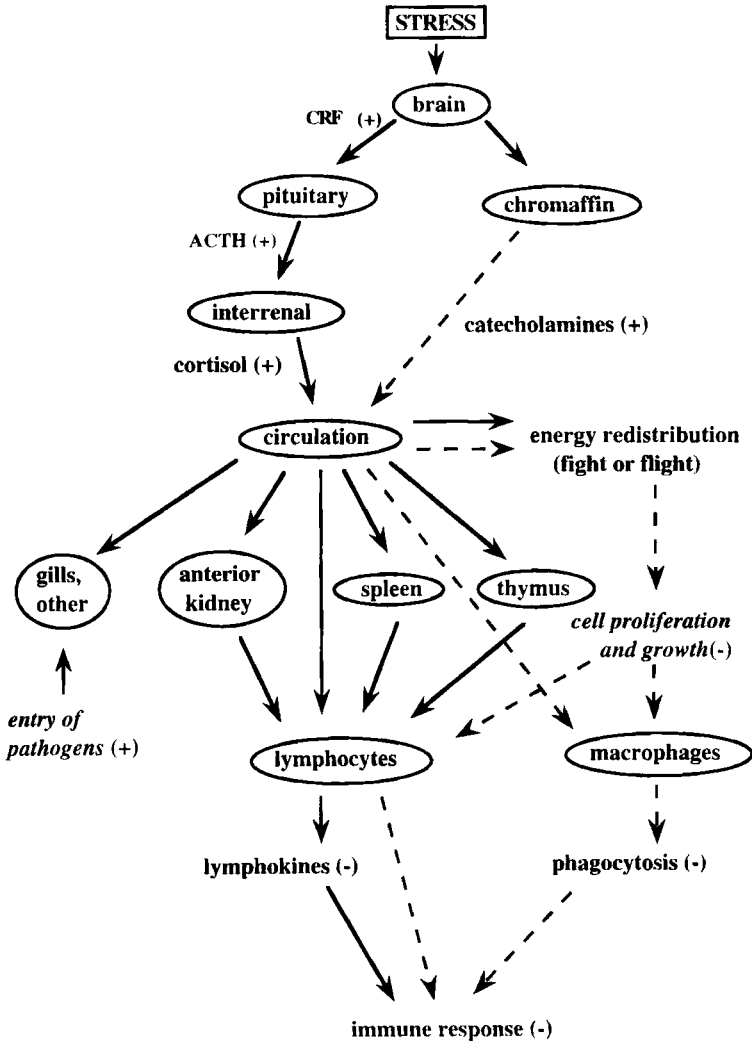 STRESS
brain
CRF (+)
pituitary
chromaffin
ACTH (+)
interrenal
catecholamines (+)
cortisol (+)
circulation
energy redistribution
(fight or flight)
gills,
other
anterior
kidney
spleen
thymus
cell proliferation
and growth(-)
entry of
pathogens (+)
lymphocytes
macrophages
lymphokines (-)
phagocytosis (-)
immune response (-)